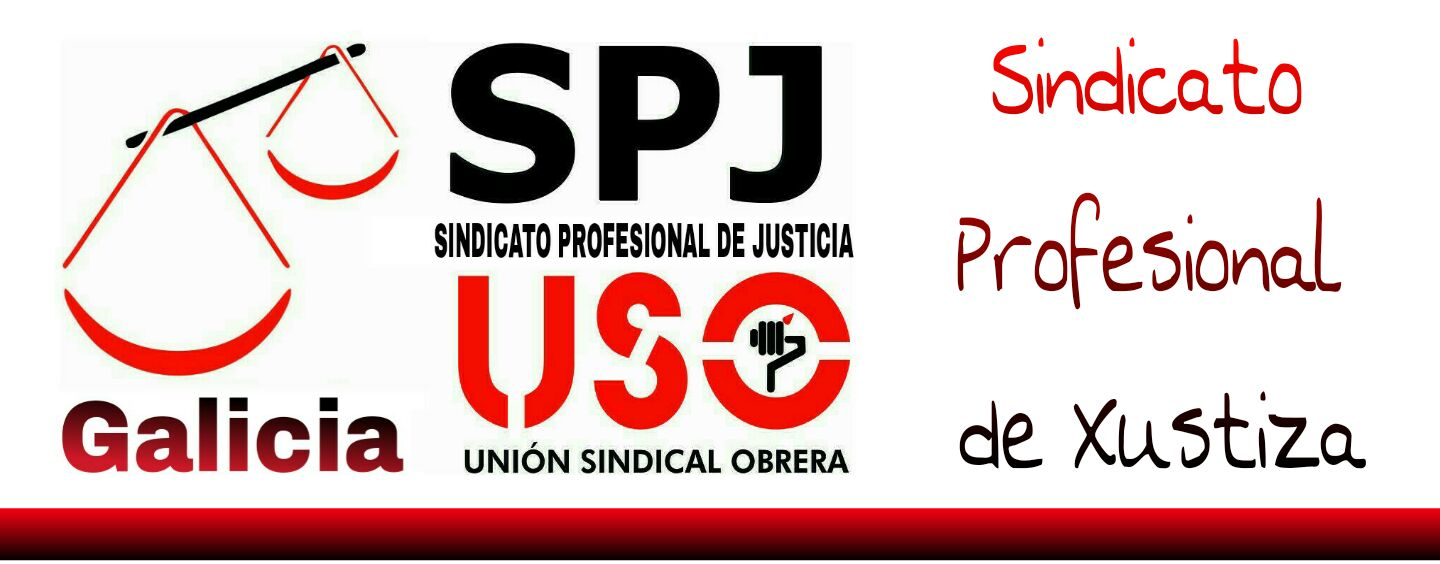 Galicia
SPJ
SINDICATO PROFESIONAL DE JUSTICIA
USO
UNIÓN SINDICAL OBRERA
Sindicato
Profesional
de Xustiza